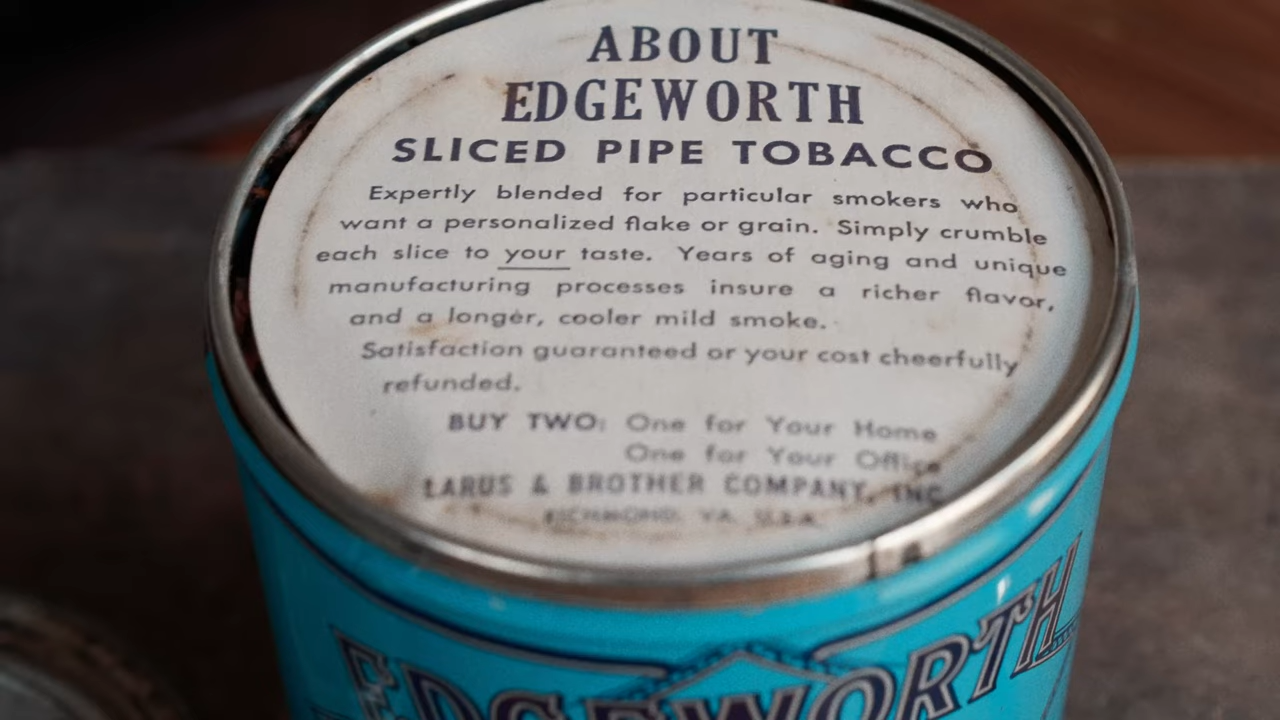 ABOUT
EDGEWORTH
SLICED PIPE TOBACCO
Expertly blended for particular smokers who
want a personalized flake or grain. Simply crumble
each slice to your taste. Years of aging and unique
manufacturing processes insure a richer flavor,
and a longer, cooler mild smoke.
Satisfaction guaranteed or your cost cheerfully
refunded.
BUY TWO: One for Your Home
One for Your Office
LARUS & BROTHER COMPANY, INC.
RICHMOND, VA. U.S.A.
EDGEWORTH